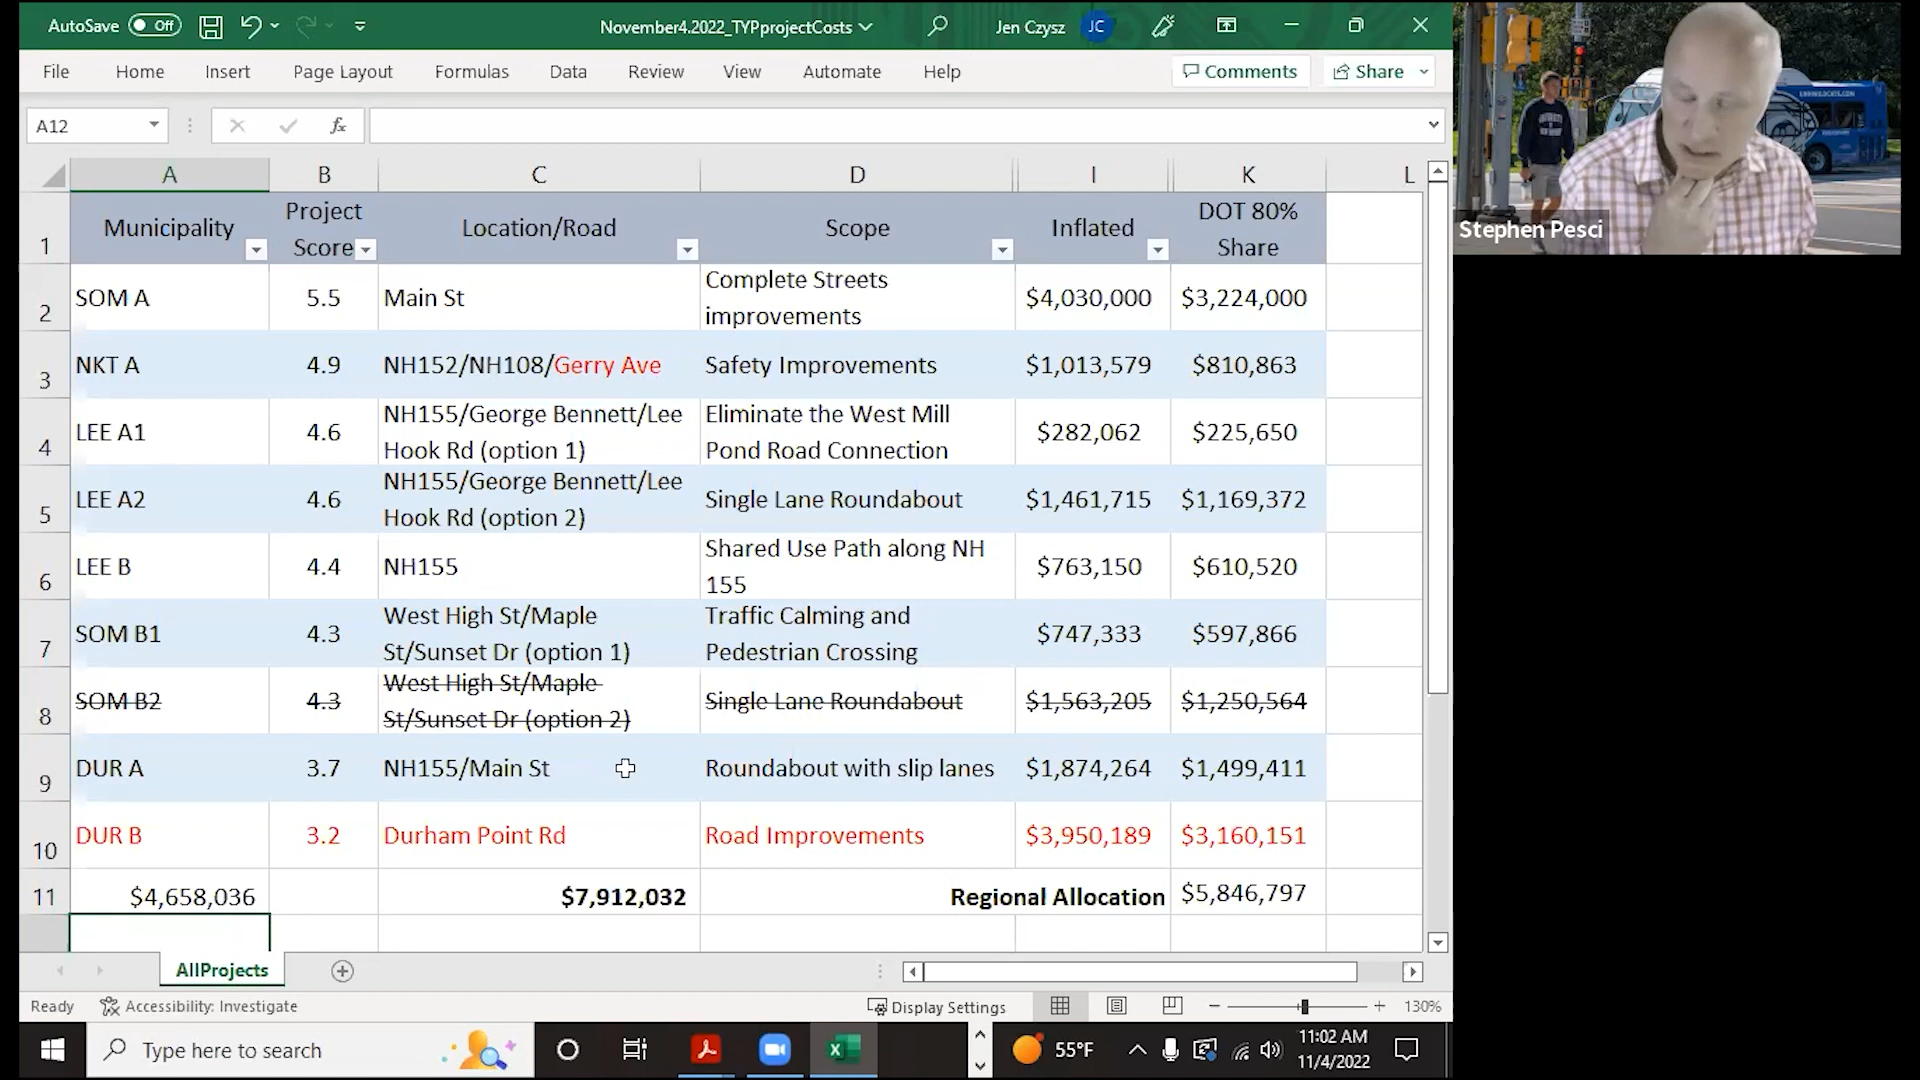 AutoSave Off
November4.2022_TYPprojectCosts
Jen Czysz JC
File Home Insert Page Layout Formulas Data Review View Automate Help
Comments Share
A12
fx
A B C D I K L
1 Municipality Project Score Location/Road Scope Inflated DOT 80% Share
2 SOM A 5.5 Main St Complete Streets improvements $4,030,000 $3,224,000
3 NKT A 4.9 NH152/NH108/Gerry Ave Safety Improvements $1,013,579 $810,863
4 LEE A1 4.6 NH155/George Bennett/Lee Hook Rd (option 1) Eliminate the West Mill Pond Road Connection $282,062 $225,650
5 LEE A2 4.6 NH155/George Bennett/Lee Hook Rd (option 2) Single Lane Roundabout $1,461,715 $1,169,372
6 LEE B 4.4 NH155 Shared Use Path along NH 155 $763,150 $610,520
7 SOM B1 4.3 West High St/Maple St/Sunset Dr (option 1) Traffic Calming and Pedestrian Crossing $747,333 $597,866
8 SOM B2 4.3 West High St/Maple St/Sunset Dr (option 2) Single Lane Roundabout $1,563,205 $1,250,564
9 DUR A 3.7 NH155/Main St Roundabout with slip lanes $1,874,264 $1,499,411
10 DUR B 3.2 Durham Point Rd Road Improvements $3,950,189 $3,160,151
11 $4,658,036 $7,912,032 Regional Allocation $5,846,797
AllProjects
Ready Accessibility: Investigate Display Settings 130%
Type here to search
55°F
11:02 AM
11/4/2022
Stephen Pesci